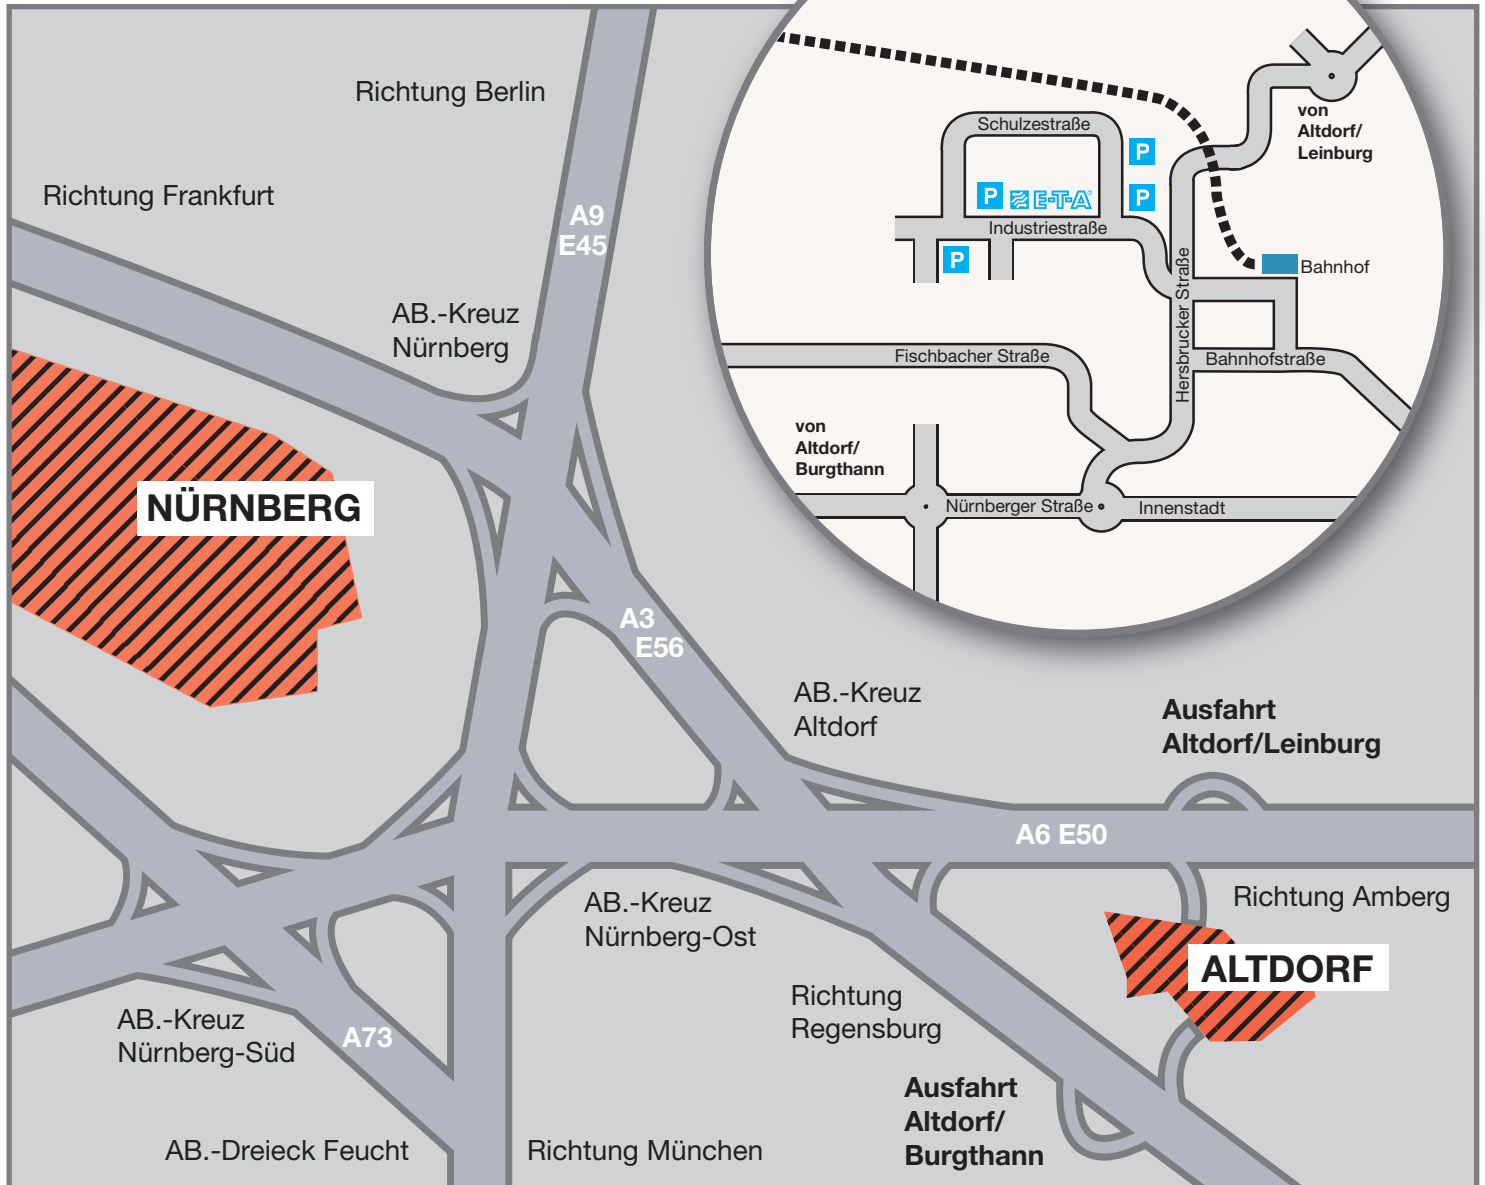 Richtung Berlin
Richtung Frankfurt
A9
E45
AB.-Kreuz
Nürnberg
NÜRNBERG
A3
E56
AB.-Kreuz
Altdorf
Ausfahrt
Altdorf/Leinburg
A6 E50
Richtung Amberg
AB.-Kreuz
Nürnberg-Ost
ALTDORF
Richtung
Regensburg
AB.-Kreuz
Nürnberg-Süd
A73
Ausfahrt
Altdorf/
Burgthann
AB.-Dreieck Feucht
Richtung München
von
Altdorf/
Leinburg
Schulzestraße
P
P
P
E-T-A®
Industriestraße
P
Bahnhof
Hersbrucker Straße
Fischbacher Straße
Bahnhofstraße
von
Altdorf/
Burgthann
Nürnberger Straße
Innenstadt